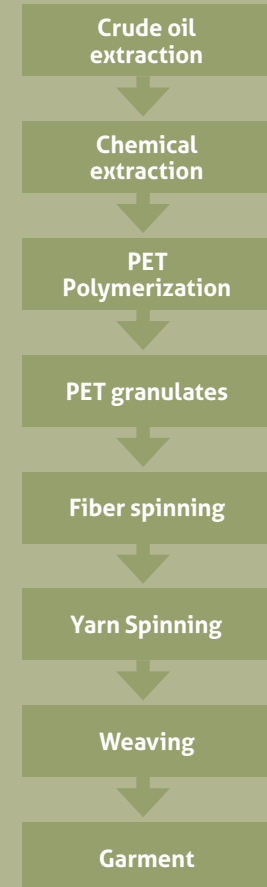 Crude oil
extraction
Chemical
extraction
PET
Polymerization
PET granulates
Fiber spinning
Yarn Spinning
Weaving
Garment